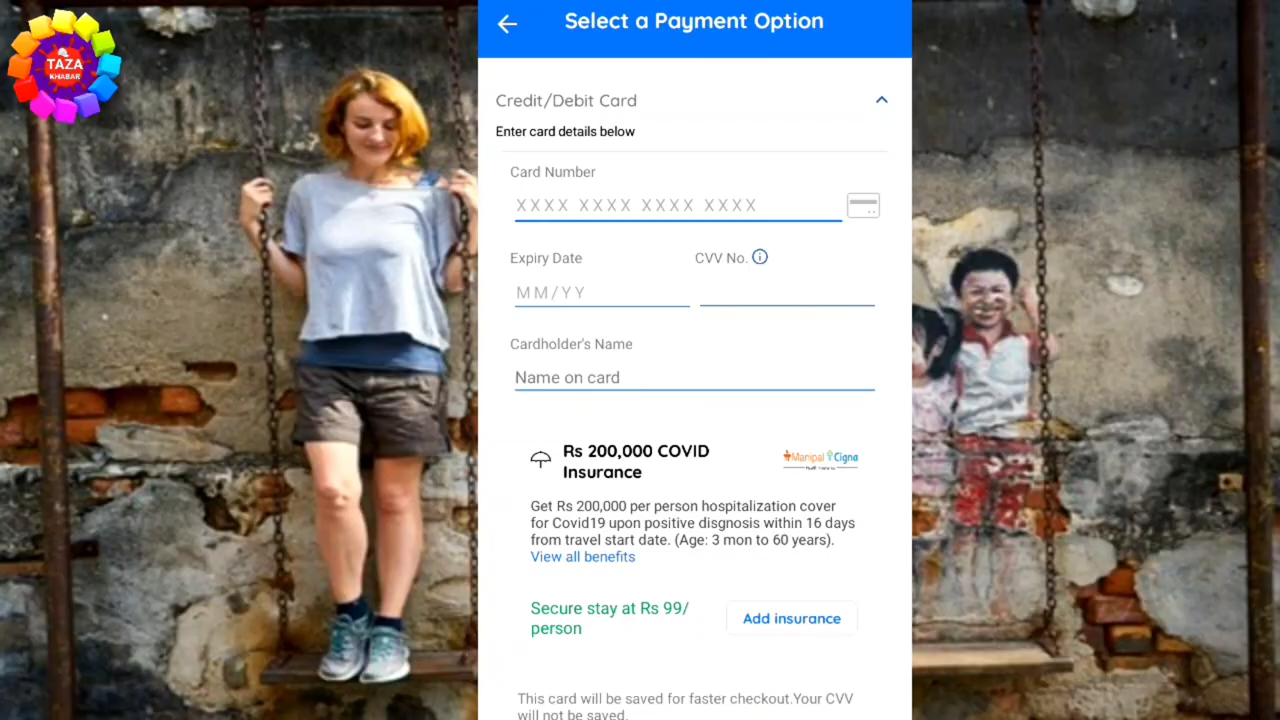 TAZA
KHABAR
Select a Payment Option
Credit/Debit Card
Enter card details below
Card Number
XXXX XXXX XXXX XXXX
Expiry Date
CVV No.
MM/YY
Cardholder's Name
Name on card
Rs 200,000 COVID
Insurance
ManipalCigna
Get Rs 200,000 per person hospitalization cover
for Covid19 upon positive disgnosis within 16 days
from travel start date. (Age: 3 mon to 60 years).
View all benefits
Secure stay at Rs 99/
person
Add insurance
This card will be saved for faster checkout.Your CVV
will not be saved.